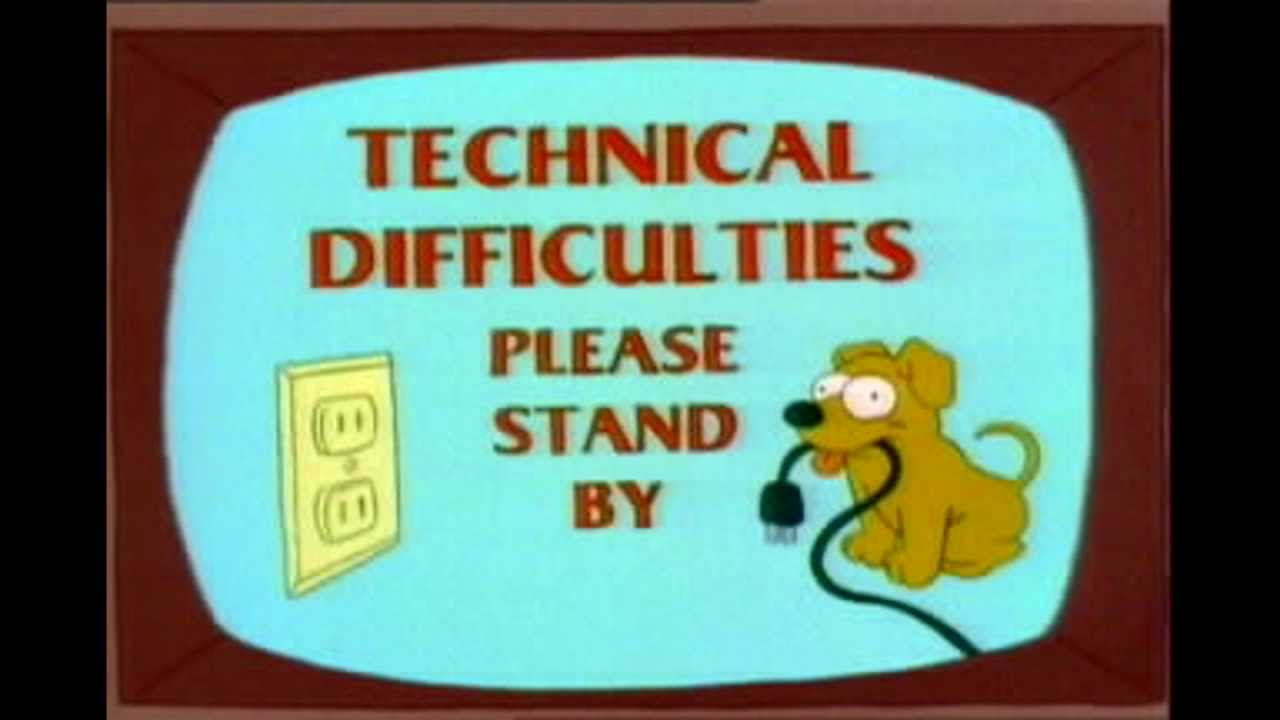 TECHNICAL
DIFFICULTIES
PLEASE
STAND
BY